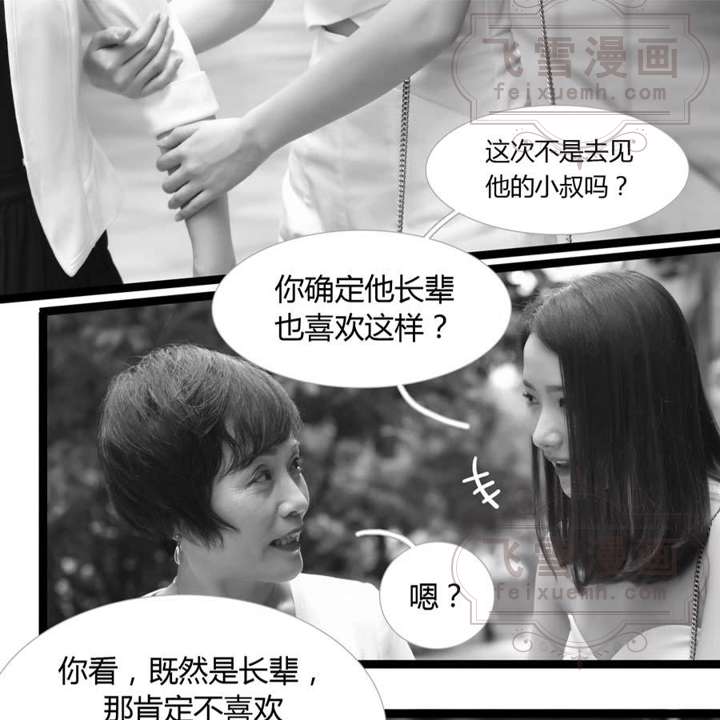 飞雪漫画
feixuemh.com
这次不是去见
他的小叔吗？
你确定他长辈
也喜欢这样？
嗯？
飞雪漫画
feixuemh.com
你看，既然是长辈，
那肯定不喜欢